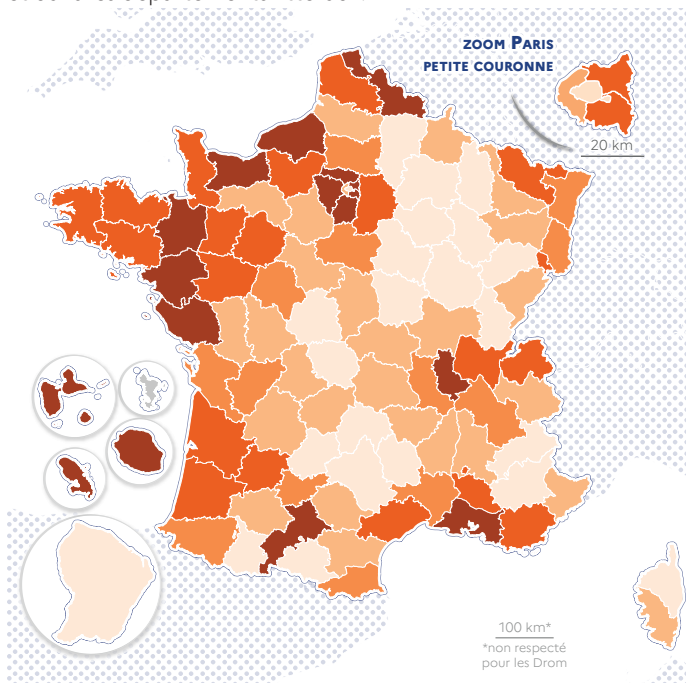 ZOOM PARIS
PETITE COURONNE
20 km
100 km*
*non respecté
pour les Drom